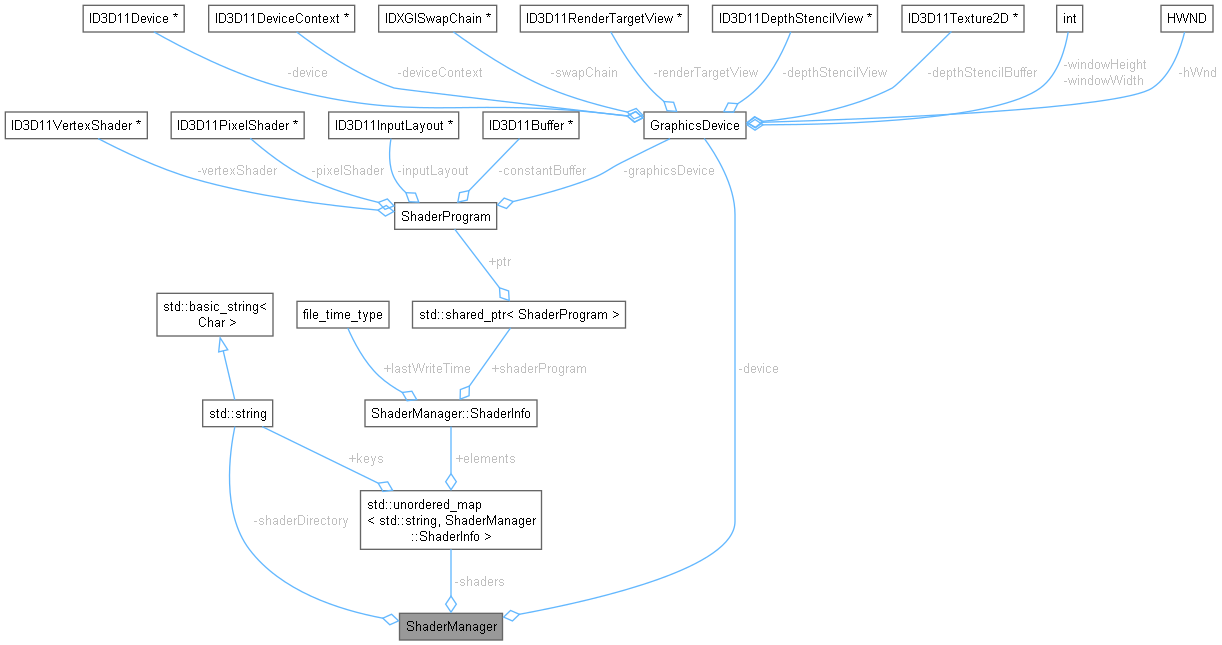 ID3D11Device *
ID3D11DeviceContext *
IDXGISwapChain *
ID3D11RenderTargetView *
ID3D11DepthStencilView *
ID3D11Texture2D *
int
HWND
-device
-deviceContext
-swapChain
-renderTargetView
-depthStencilView
-depthStencilBuffer
-windowHeight
-windowWidth
-hWnd
ID3D11VertexShader *
ID3D11PixelShader *
ID3D11InputLayout *
ID3D11Buffer *
GraphicsDevice
-vertexShader
-pixelShader
-inputLayout
-constantBuffer
-graphicsDevice
ShaderProgram
+ptr
std::basic_string<
Char >
file_time_type
std::shared_ptr< ShaderProgram >
+lastWriteTime
+shaderProgram
-device
std::string
ShaderManager::ShaderInfo
+keys
+elements
std::unordered_map
< std::string, ShaderManager
::ShaderInfo >
-shaderDirectory
-shaders
ShaderManager